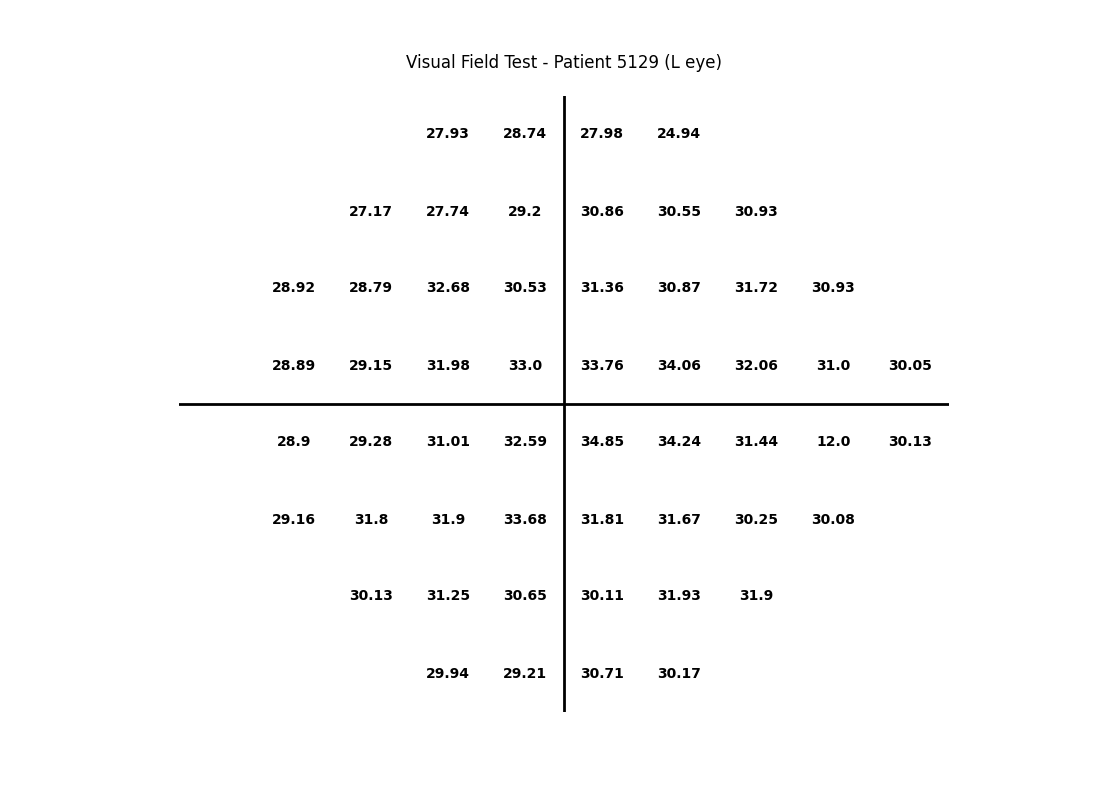 Visual Field Test - Patient 5129 (L eye)
27.93 28.74 27.98 24.94
27.17 27.74 29.2 30.86 30.55 30.93
28.92 28.79 32.68 30.53 31.36 30.87 31.72 30.93
28.89 29.15 31.98 33.0 33.76 34.06 32.06 31.0 30.05
28.9 29.28 31.01 32.59 34.85 34.24 31.44 12.0 30.13
29.16 31.8 31.9 33.68 31.81 31.67 30.25 30.08
30.13 31.25 30.65 30.11 31.93 31.9
29.94 29.21 30.71 30.17